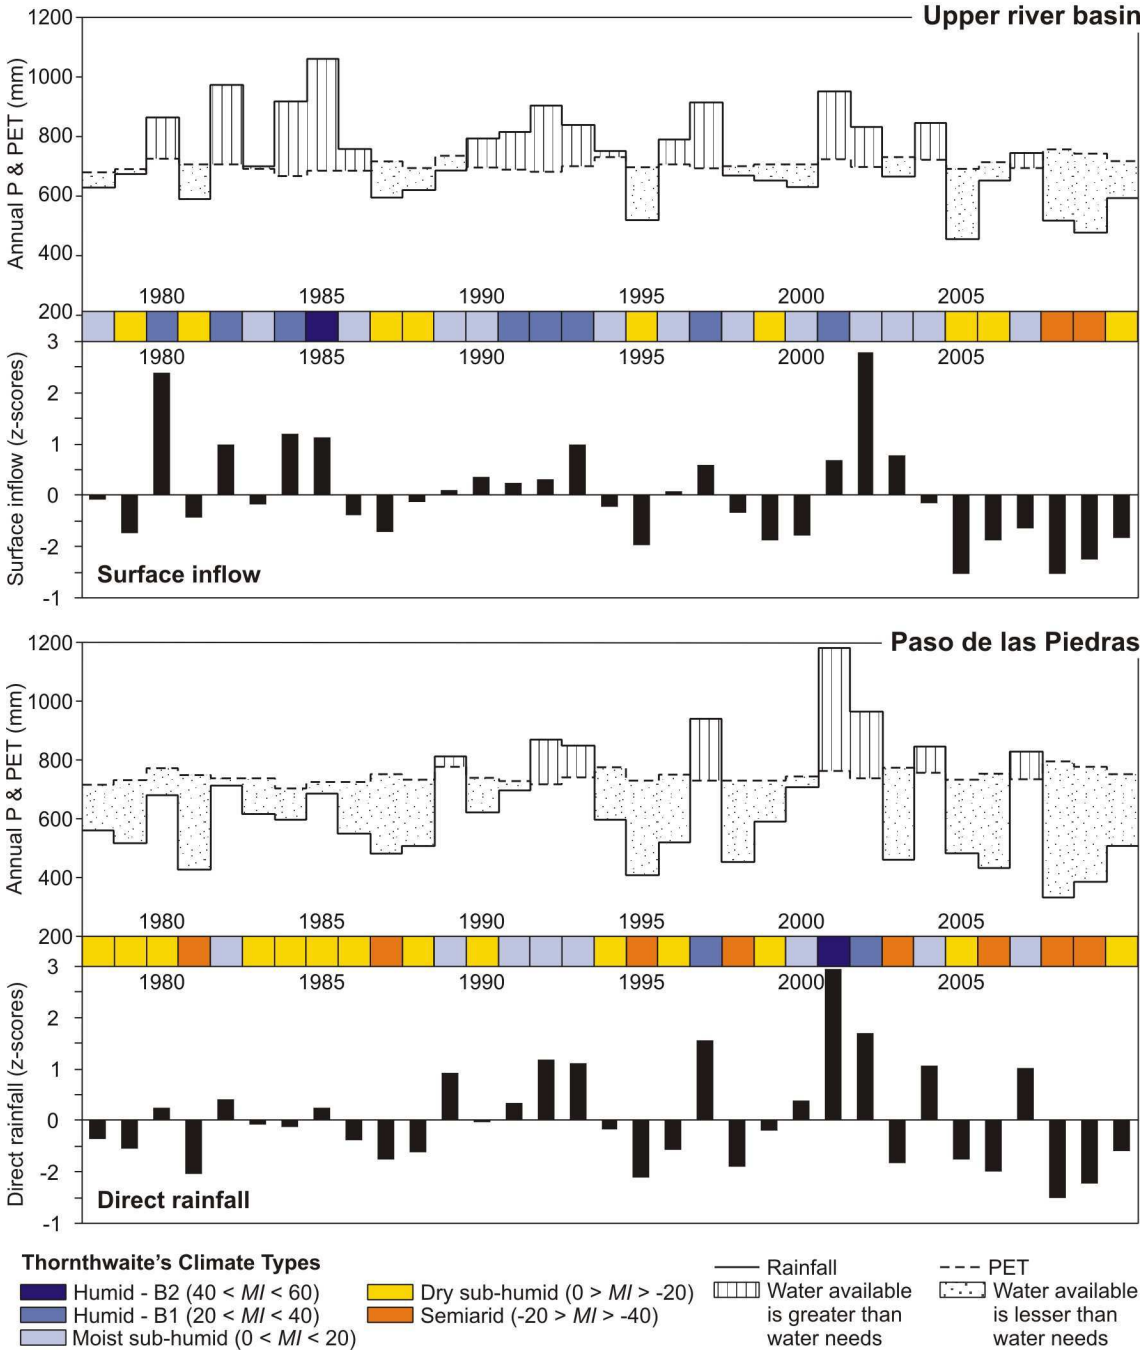 Upper river basin
Annual P & PET (mm)
1200
1000
800
600
400
200
1980 1985 1990 1995 2000 2005
3
1980 1985 1990 1995 2000 2005
Surface inflow (z-scores)
2
1
0
-2
-1
Surface inflow
Paso de las Piedras
Annual P & PET (mm)
1200
1000
800
600
400
200
1980 1985 1990 1995 2000 2005
3
1980 1985 1990 1995 2000 2005
Direct rainfall (z-scores)
2
1
0
-2
-1
Direct rainfall
Thornthwaite's Climate Types
Humid - B2 (40 < MI < 60)
Humid - B1 (20 < MI < 40)
Moist sub-humid (0 < MI < 20)
Dry sub-humid (0 > MI > -20)
Semiarid (-20 > MI > -40)
Rainfall
Water available
is greater than
water needs
PET
Water available
is lesser than
water needs